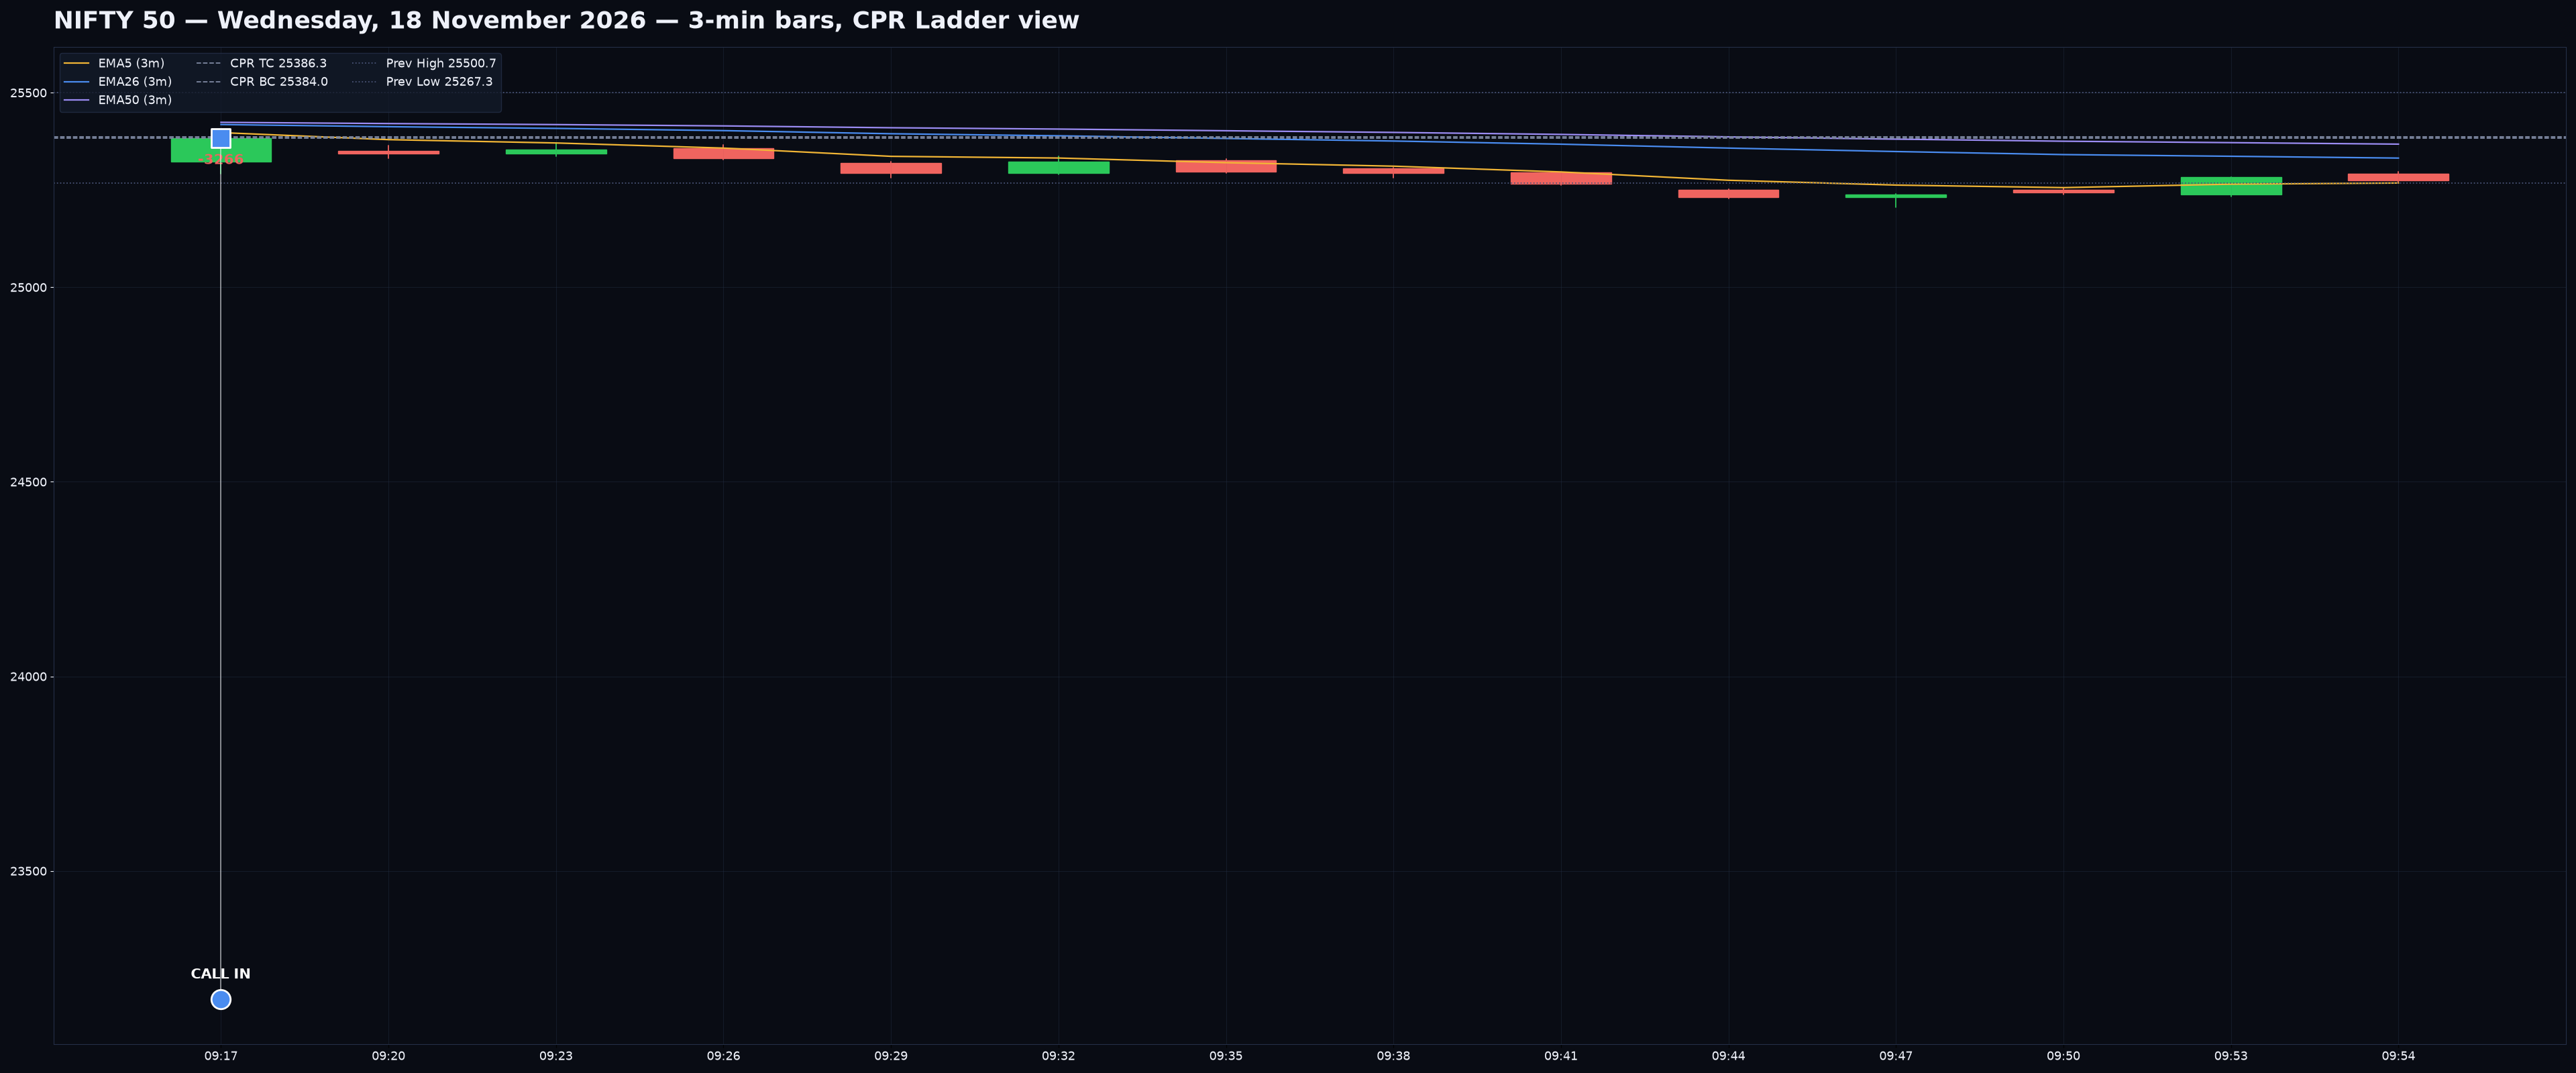 NIFTY 50 — Wednesday, 18 November 2026 — 3-min bars, CPR Ladder view
EMA5 (3m)
EMA26 (3m)
EMA50 (3m)
CPR TC 25386.3
CPR BC 25384.0
Prev High 25500.7
Prev Low 25267.3
25500
25000
24500
24000
23500
-3266
CALL IN
09:17 09:20 09:23 09:26 09:29 09:32 09:35 09:38 09:41 09:44 09:47 09:50 09:53 09:54